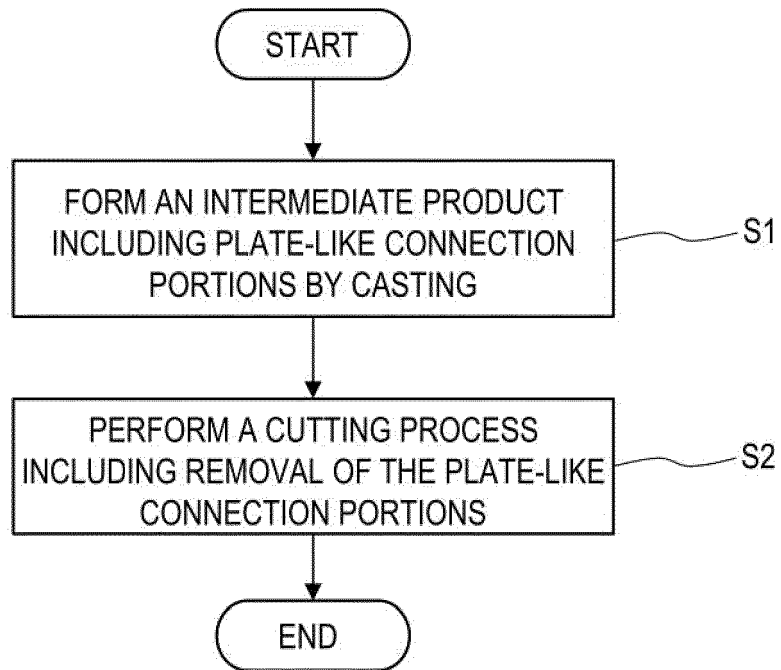 START
FORM AN INTERMEDIATE PRODUCT
INCLUDING PLATE-LIKE CONNECTION
PORTIONS BY CASTING
S1
PERFORM A CUTTING PROCESS
INCLUDING REMOVAL OF THE PLATE-LIKE
CONNECTION PORTIONS
S2
END